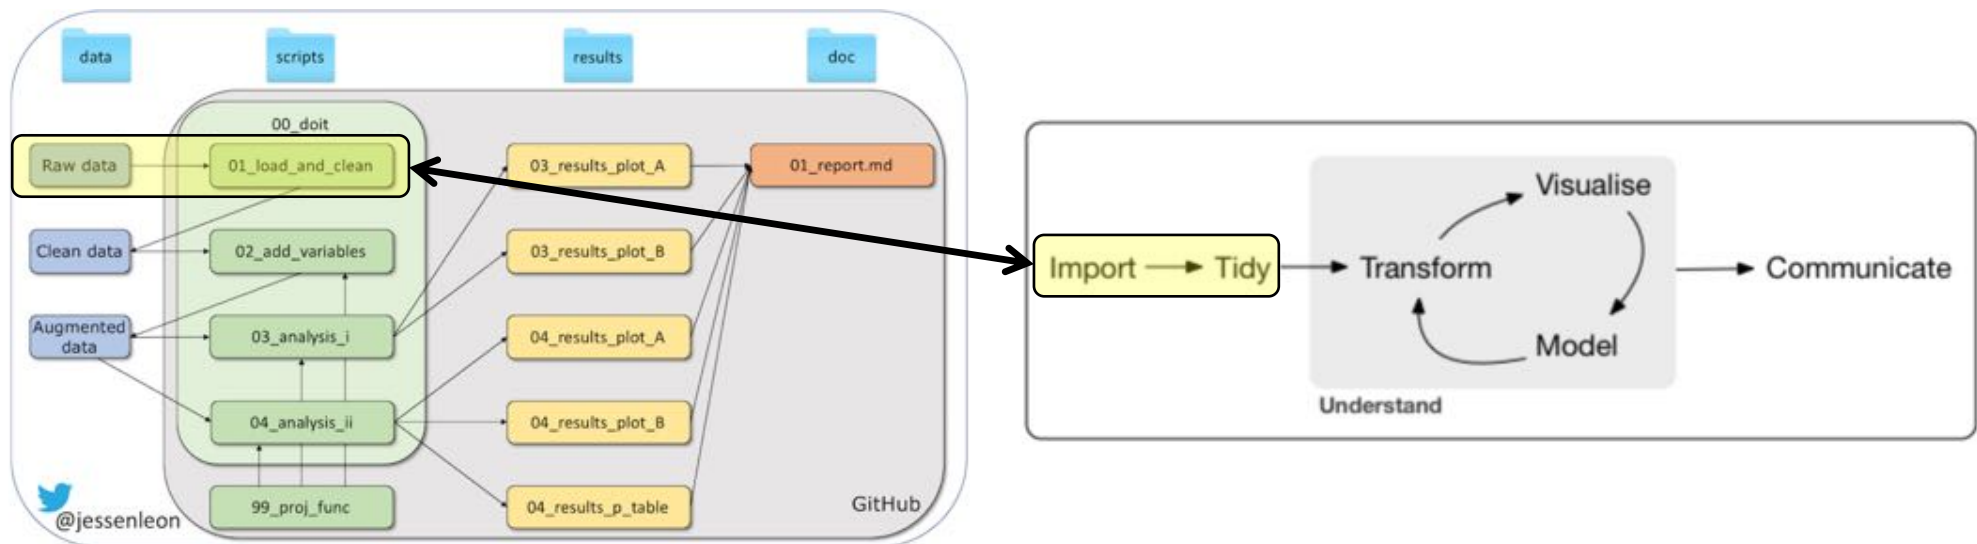 data
scripts
results
doc
00_doit
Raw data
01_load_and_clean
03_results_plot_A
01_report.md
Clean data
02_add_variables
03_results_plot_B
Augmented
data
03_analysis_i
04_results_plot_A
04_analysis_ii
04_results_plot_B
99_proj_func
04_results_p_table
GitHub
@jessenleon
Import
Tidy
Transform
Visualise
Model
Understand
Communicate